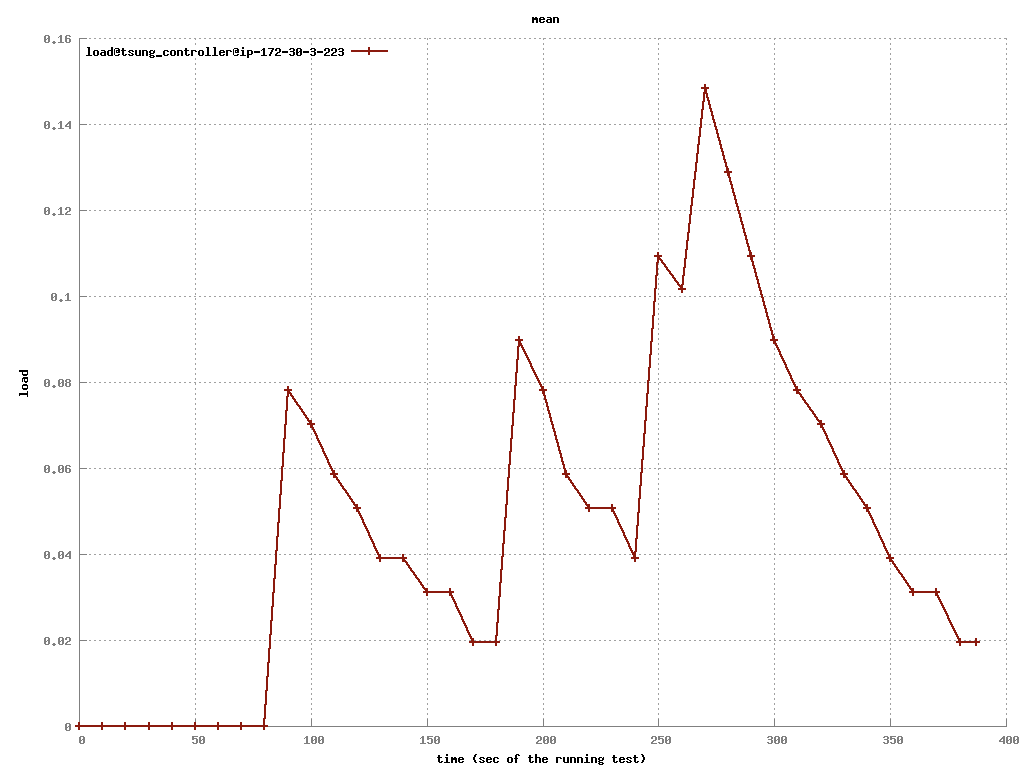 mean
0.16
load@tsung_controller@ip-172-30-3-223
0.14
0.12
0.1
load
0.08
0.06
0.04
0.02
0
0 50 100 150 200 250 300 350 400
time (sec of the running test)